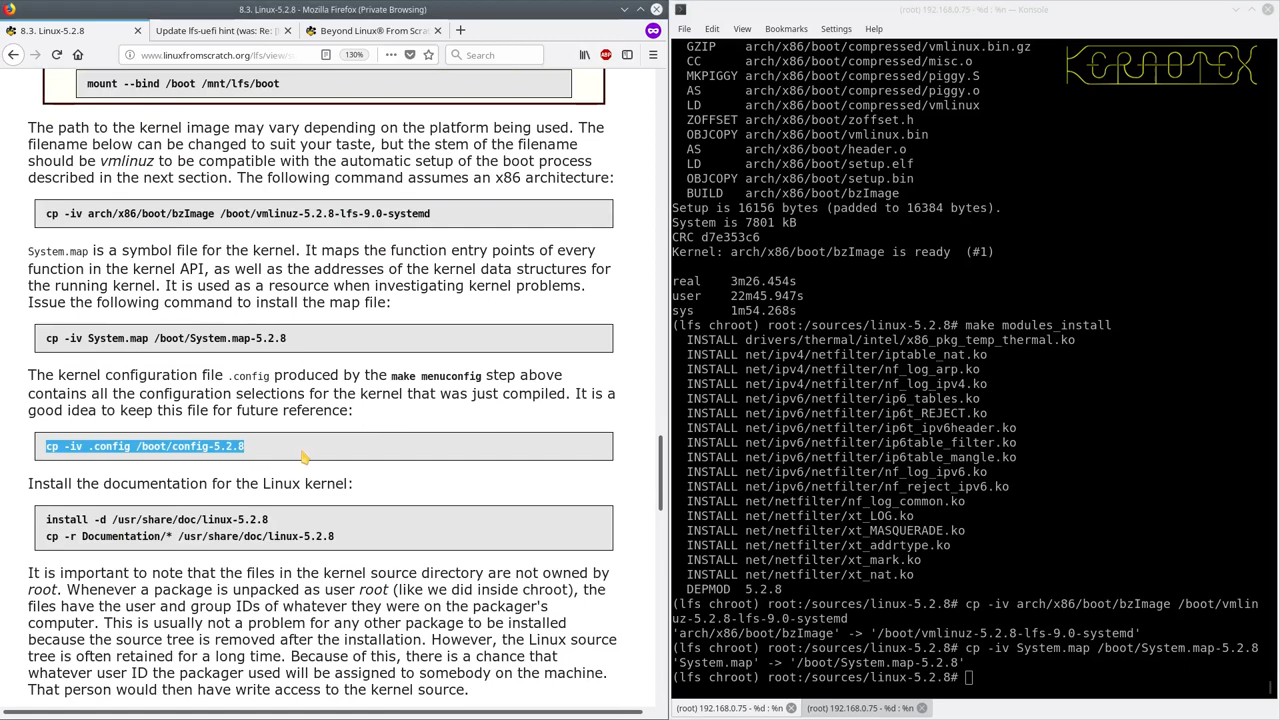 8.3. Linux-5.2.8 - Mozilla Firefox (Private Browsing)
8.3. Linux-5.2.8
Update lfs-uefi hint (was: Re: [
Beyond Linux® From Scra
https://www.linuxfromscratch.org/lfs/view/s
130%
Search
ABP
mount --bind /boot /mnt/lfs/boot
The path to the kernel image may vary depending on the platform being used. The
filename below can be changed to suit your taste, but the stem of the filename
should be vmlinuz to be compatible with the automatic setup of the boot process
described in the next section. The following command assumes an x86 architecture:
cp -iv arch/x86/boot/bzImage /boot/vmlinuz-5.2.8-lfs-9.0-systemd
System.map is a symbol file for the kernel. It maps the function entry points of every
function in the kernel API, as well as the addresses of the kernel data structures for
the running kernel. It is used as a resource when investigating kernel problems.
Issue the following command to install the map file:
cp -iv System.map /boot/System.map-5.2.8
The kernel configuration file .config produced by the make menuconfig step above
contains all the configuration selections for the kernel that was just compiled. It is a
good idea to keep this file for future reference:
cp -iv .config /boot/config-5.2.8
Install the documentation for the Linux kernel:
install -d /usr/share/doc/linux-5.2.8
cp -r Documentation/* /usr/share/doc/linux-5.2.8
It is important to note that the files in the kernel source directory are not owned by
root. Whenever a package is unpacked as user root (like we did inside chroot), the
files have the user and group IDs of whatever they were on the packager's
computer. This is usually not a problem for any other package to be installed
because the source tree is removed after the installation. However, the Linux source
tree is often retained for a long time. Because of this, there is a chance that
whatever user ID the packager used will be assigned to somebody on the machine.
That person would then have write access to the kernel source.
(root) 192.168.0.75 - %d : %n — Konsole
File Edit View Bookmarks Settings Help
KERNOTEX
GZIP arch/x86/boot/compressed/vmlinux.bin.gz
CC arch/x86/boot/compressed/misc.o
MKPIGGY arch/x86/boot/compressed/piggy.S
AS arch/x86/boot/compressed/piggy.o
LD arch/x86/boot/compressed/vmlinux
ZOFFSET arch/x86/boot/zoffset.h
OBJCOPY arch/x86/boot/vmlinux.bin
AS arch/x86/boot/header.o
LD arch/x86/boot/setup.elf
OBJCOPY arch/x86/boot/setup.bin
BUILD arch/x86/boot/bzImage
Setup is 16156 bytes (padded to 16384 bytes).
System is 7801 kB
CRC d7e353c6
Kernel: arch/x86/boot/bzImage is ready (#1)
real 3m26.454s
user 22m45.947s
sys 1m54.268s
(lfs chroot) root:/sources/linux-5.2.8# make modules_install
INSTALL drivers/thermal/intel/x86_pkg_temp_thermal.ko
INSTALL net/ipv4/netfilter/iptable_nat.ko
INSTALL net/ipv4/netfilter/nf_log_arp.ko
INSTALL net/ipv4/netfilter/nf_log_ipv4.ko
INSTALL net/ipv6/netfilter/ip6_tables.ko
INSTALL net/ipv6/netfilter/ip6t_REJECT.ko
INSTALL net/ipv6/netfilter/ip6t_ipv6header.ko
INSTALL net/ipv6/netfilter/ip6table_filter.ko
INSTALL net/ipv6/netfilter/ip6table_mangle.ko
INSTALL net/ipv6/netfilter/nf_log_ipv6.ko
INSTALL net/ipv6/netfilter/nf_reject_ipv6.ko
INSTALL net/netfilter/nf_log_common.ko
INSTALL net/netfilter/xt_LOG.ko
INSTALL net/netfilter/xt_MASQUERADE.ko
INSTALL net/netfilter/xt_addrtype.ko
INSTALL net/netfilter/xt_mark.ko
INSTALL net/netfilter/xt_nat.ko
DEPMOD 5.2.8
(lfs chroot) root:/sources/linux-5.2.8# cp -iv arch/x86/boot/bzImage /boot/vmlin
uz-5.2.8-lfs-9.0-systemd
'arch/x86/boot/bzImage' -> '/boot/vmlinuz-5.2.8-lfs-9.0-systemd'
(lfs chroot) root:/sources/linux-5.2.8# cp -iv System.map /boot/System.map-5.2.8
'System.map' -> '/boot/System.map-5.2.8'
(lfs chroot) root:/sources/linux-5.2.8#
(root) 192.168.0.75 - %d : %n
(root) 192.168.0.75 - %d : %n